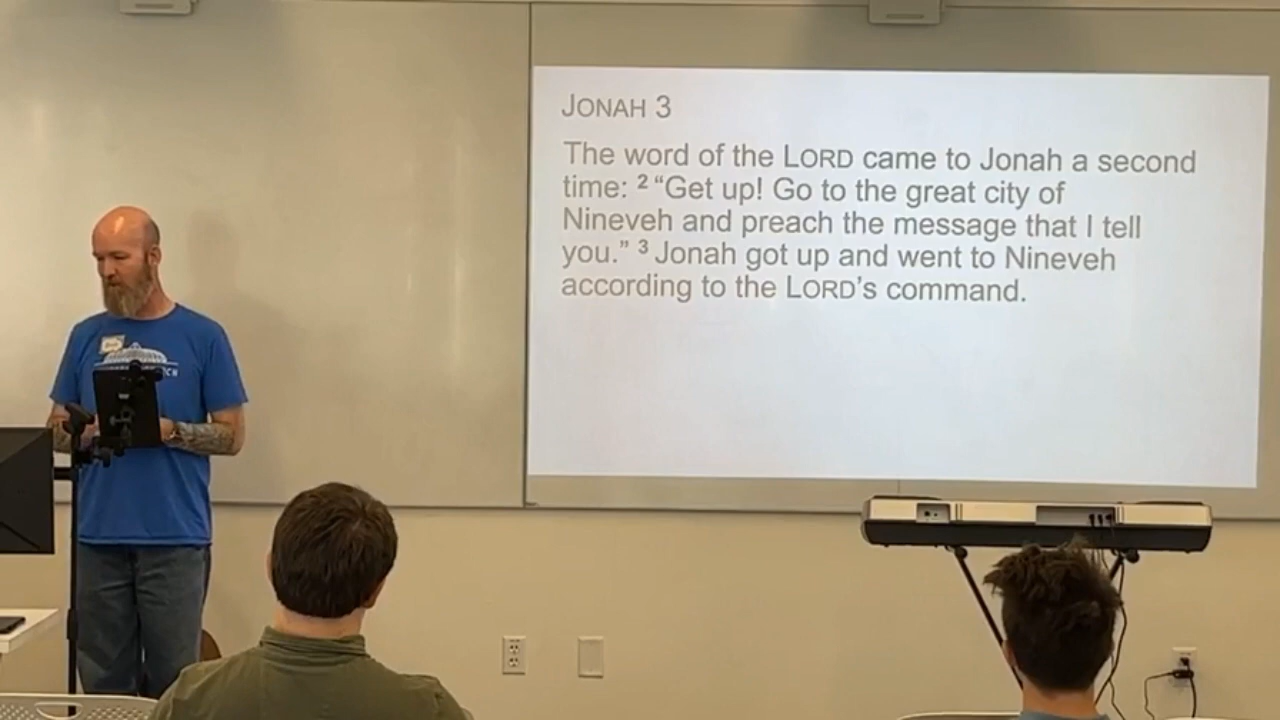 JONAH 3
The word of the LORD came to Jonah a second
time: ² “Get up! Go to the great city of
Nineveh and preach the message that I tell
you.” ³ Jonah got up and went to Nineveh
according to the LORD’s command.